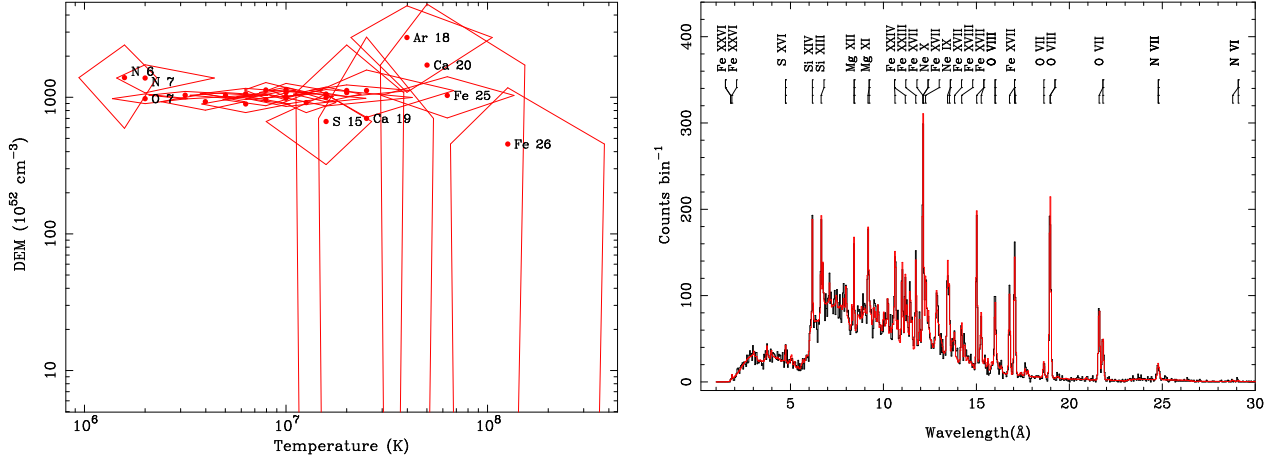 DEM (10^52 cm^-3)
1000
100
10
10^6
10^7
10^8
Temperature (K)
N 6
N 7
O 7
Ar 18
Ca 20
Fe 25
Ca 19
S 15
Fe 26
Counts bin^-1
400
300
200
100
0
5
10
15
20
25
30
Wavelength(Å)
Fe XXVI
Fe XXVI
S XVI
Si XIV
Si XIII
Mg XII
Mg XI
Fe XXIV
Fe XXIII
Fe XVII
Ne X
Fe XVII
Ne IX
Fe XVII
Fe XVIII
Fe XVII
O VIII
Fe XVII
O VII
O VIII
O VII
N VII
N VI